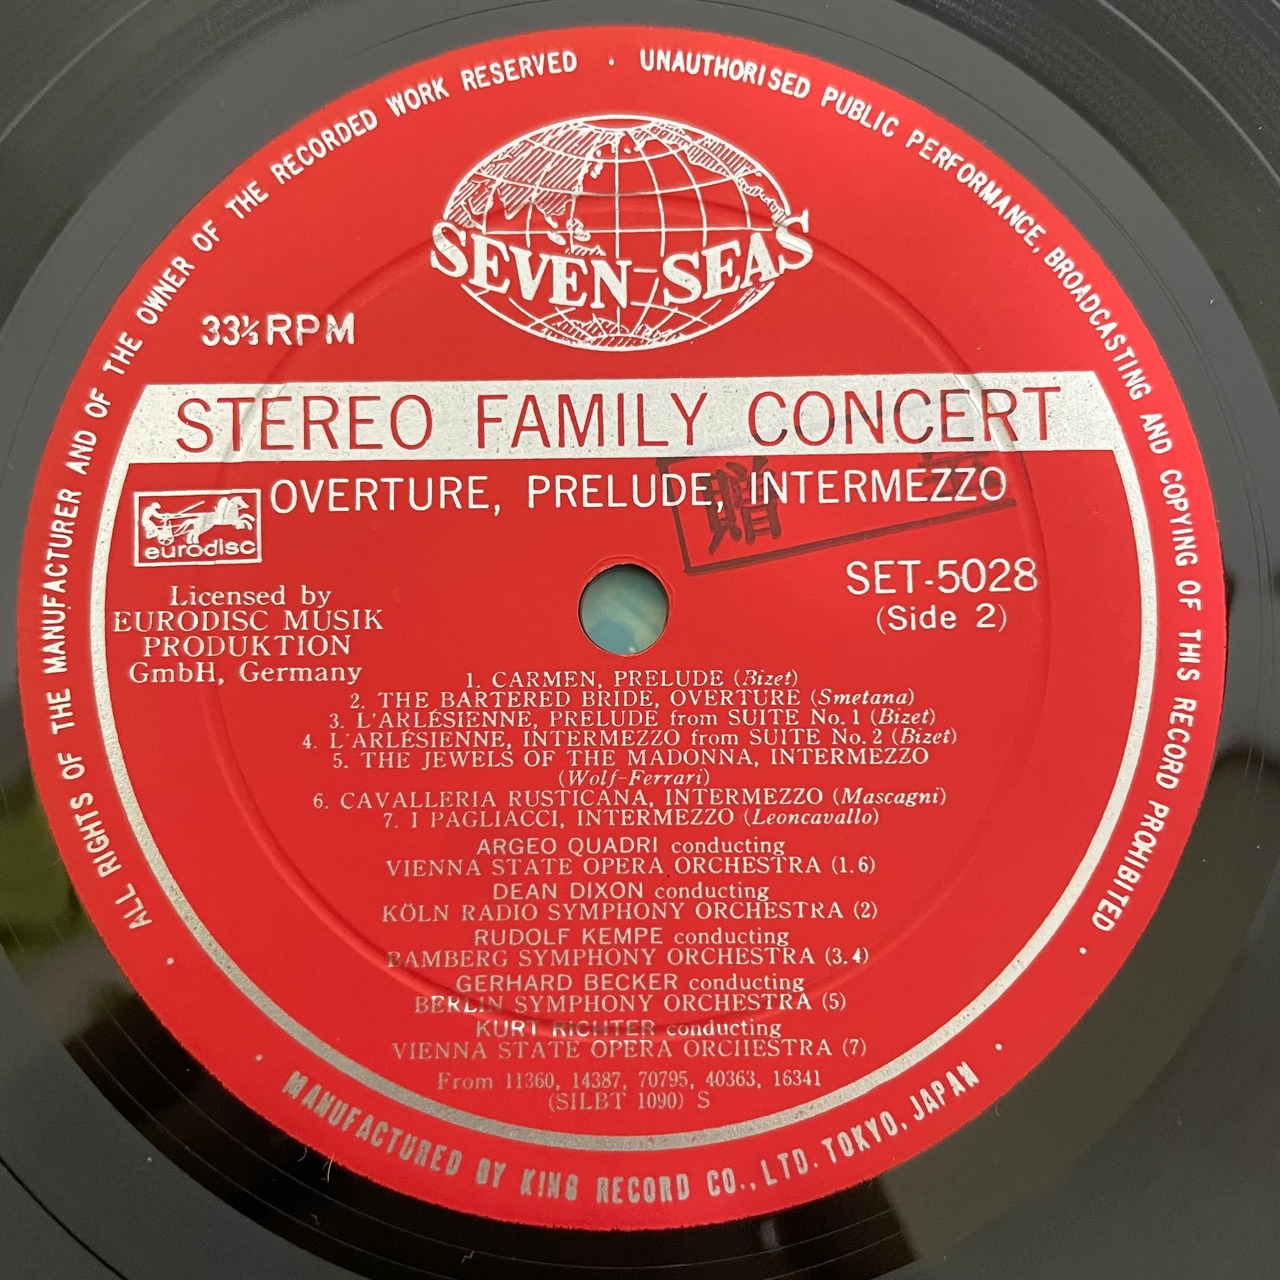 ALL RIGHTS OF THE MANUFACTURER AND OF THE OWNER OF THE RECORDED WORK RESERVED · UNAUTHORISED PUBLIC PERFORMANCE, BROADCASTING AND COPYING OF THIS RECORD PROHIBITED ·
SEVEN-SEAS
33⅓ RPM
STEREO FAMILY CONCERT
OVERTURE, PRELUDE, INTERMEZZO
贈
eurodisc
SET-5028
(Side 2)
Licensed by
EURODISC MUSIK
PRODUKTION
GmbH, Germany
1. CARMEN, PRELUDE (Bizet)
2. THE BARTERED BRIDE, OVERTURE (Smetana)
3. L'ARLÉSIENNE, PRELUDE from SUITE No. 1 (Bizet)
4. L'ARLÉSIENNE, INTERMEZZO from SUITE No. 2 (Bizet)
5. THE JEWELS OF THE MADONNA, INTERMEZZO
(Wolf-Ferrari)
6. CAVALLERIA RUSTICANA, INTERMEZZO (Mascagni)
7. I PAGLIACCI, INTERMEZZO (Leoncavallo)
ARGEO QUADRI conducting
VIENNA STATE OPERA ORCHESTRA (1.6)
DEAN DIXON conducting
KÖLN RADIO SYMPHONY ORCHESTRA (2)
RUDOLF KEMPE conducting
BAMBERG SYMPHONY ORCHESTRA (3.4)
GERHARD BECKER conducting
BERLIN SYMPHONY ORCHESTRA (5)
KURT RICHTER conducting
VIENNA STATE OPERA ORCHESTRA (7)
From 11360, 14387, 70795, 40363, 16341
(SILBT 1090) S
· MANUFACTURED BY KING RECORD CO., LTD. TOKYO, JAPAN ·